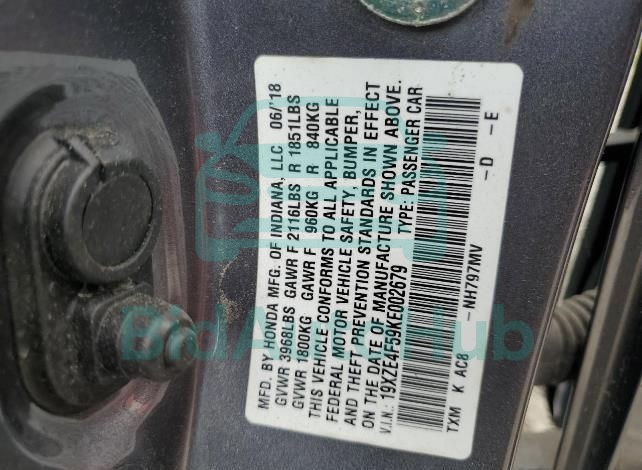 MFD. BY HONDA MFG. OF INDIANA, LLC 06/'18
GVWR 3968LBS GAWR F 2116LBS R 1851LBS
GVWR 1800KG GAWR F 960KG R 840KG
THIS VEHICLE CONFORMS TO ALL APPLICABLE
FEDERAL MOTOR VEHICLE SAFETY, BUMPER,
AND THEFT PREVENTION STANDARDS IN EFFECT
ON THE DATE OF MANUFACTURE SHOWN ABOVE.
V.I.N.: 19XZE4F59KE002679 TYPE: PASSENGER CAR
TXM K AC8 -NH797MV -D -E
BidAutoHub